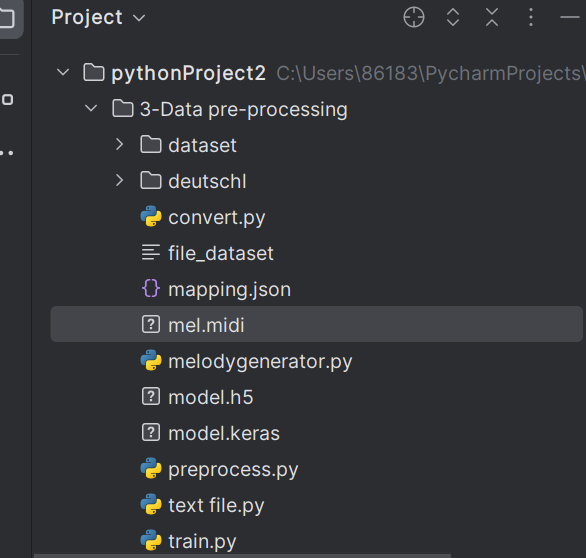 Project
pythonProject2 C:\Users\86183\PycharmProjects\
3-Data pre-processing
dataset
deutschl
convert.py
file_dataset
mapping.json
mel.midi
melodygenerator.py
model.h5
model.keras
preprocess.py
text file.py
train.py